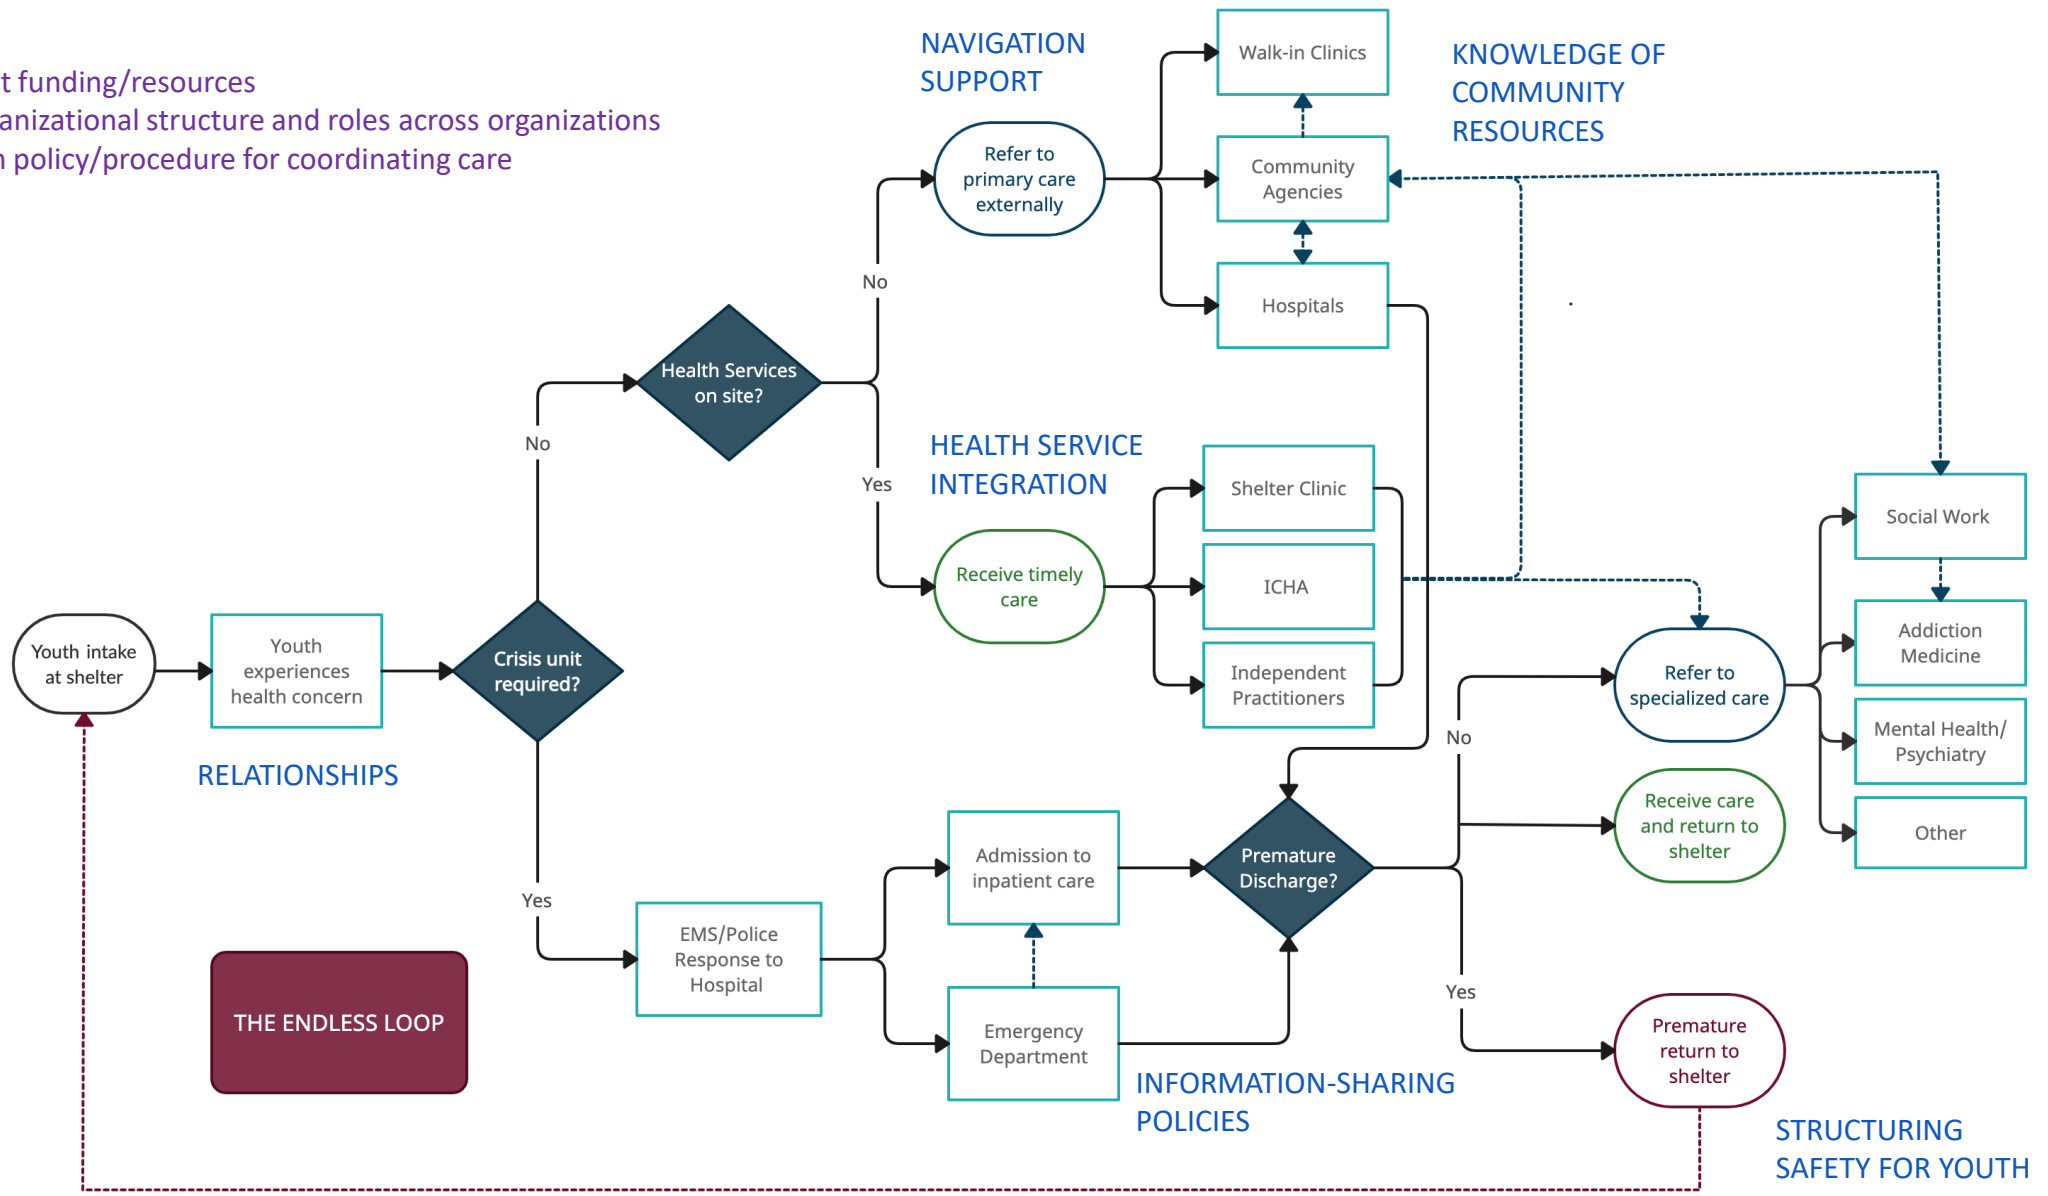 t funding/resources
anizational structure and roles across organizations
policy/procedure for coordinating care
NAVIGATION
SUPPORT
Walk-in Clinics
KNOWLEDGE OF
COMMUNITY
RESOURCES
Refer to
primary care
externally
Community
Agencies
Hospitals
No
Health Services
on site?
No
Yes
HEALTH SERVICE
INTEGRATION
Receive timely
care
Shelter Clinic
ICHA
Independent
Practitioners
Youth intake
at shelter
Youth
experiences
health concern
Crisis unit
required?
RELATIONSHIPS
Yes
EMS/Police
Response to
Hospital
Admission to
inpatient care
Emergency
Department
Premature
Discharge?
No
Yes
Refer to
specialized care
Receive care
and return to
shelter
Premature
return to
shelter
Social Work
Addiction
Medicine
Mental Health/
Psychiatry
Other
THE ENDLESS LOOP
INFORMATION-SHARING
POLICIES
STRUCTURING
SAFETY FOR YOUTH